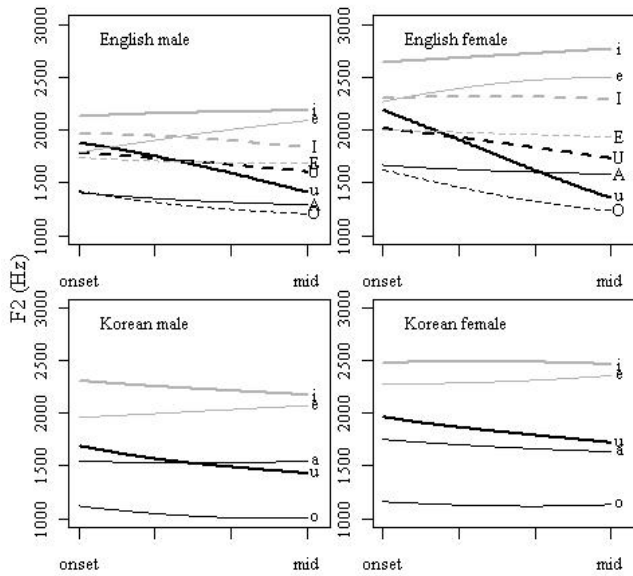 English male
3000
2500
2000
1500
1000
i
e
I
E
U
u
A
O
onset
mid
English female
3000
2500
2000
1500
1000
i
e
I
E
U
A
u
O
onset
mid
F2 (Hz)
Korean male
3000
2500
2000
1500
1000
i
e
a
u
o
onset
mid
Korean female
3000
2500
2000
1500
1000
i
e
u
a
o
onset
mid